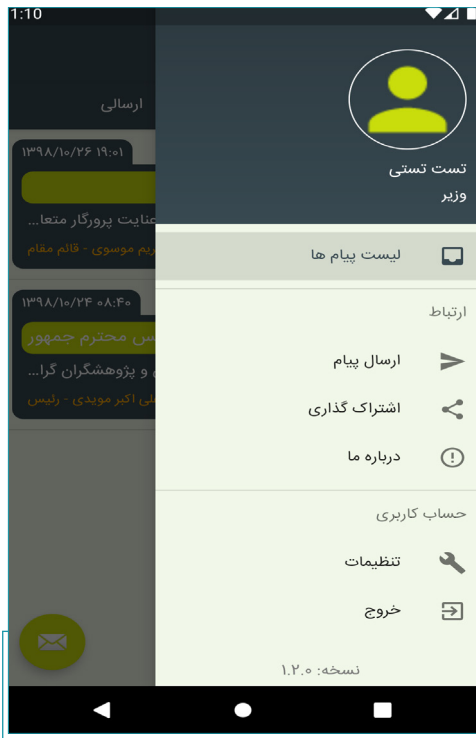 1:10
تست تستی
وزیر
لیست پیام ها
ارتباط
ارسال پیام
اشتراک گذاری
درباره ما
حساب کاربری
تنظیمات
خروج
نسخه: ۱.۲.۰
ارسالی
۱۳۹۸/۱۰/۲۶ ۱۹:۰۱
عنایت پرورگار متعا...
ریم موسوی - قائم مقام
۱۳۹۸/۱۰/۲۴ ۰۸:۴۰
س محترم جمهور
و پژوهشگران گرا...
لی اکبر مویدی - رئیس